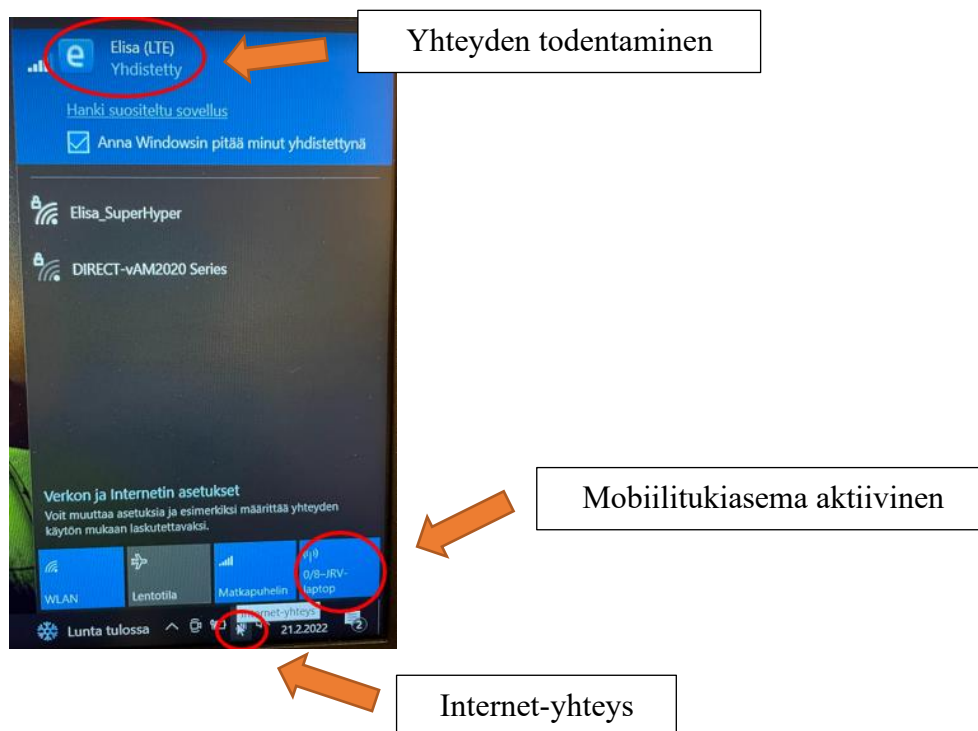 Yhteyden todentaminen
e
Elisa (LTE)
Yhdistetty
Hanki suositeltu sovellus
Anna Windowsin pitää minut yhdistettynä
Elisa_SuperHyper
DIRECT-vAM2020 Series
Mobiilitukiasema aktiivinen
Verkon ja Internetin asetukset
Voit muuttaa asetuksia ja esimerkiksi määrittää yhteyden
käytön mukaan laskutettavaksi.
WLAN
Lentotila
Matkapuhelin
0/8–JRV-
laptop
Internet-yhteys
Lunta tulossa
21.2.2022
2
Internet-yhteys